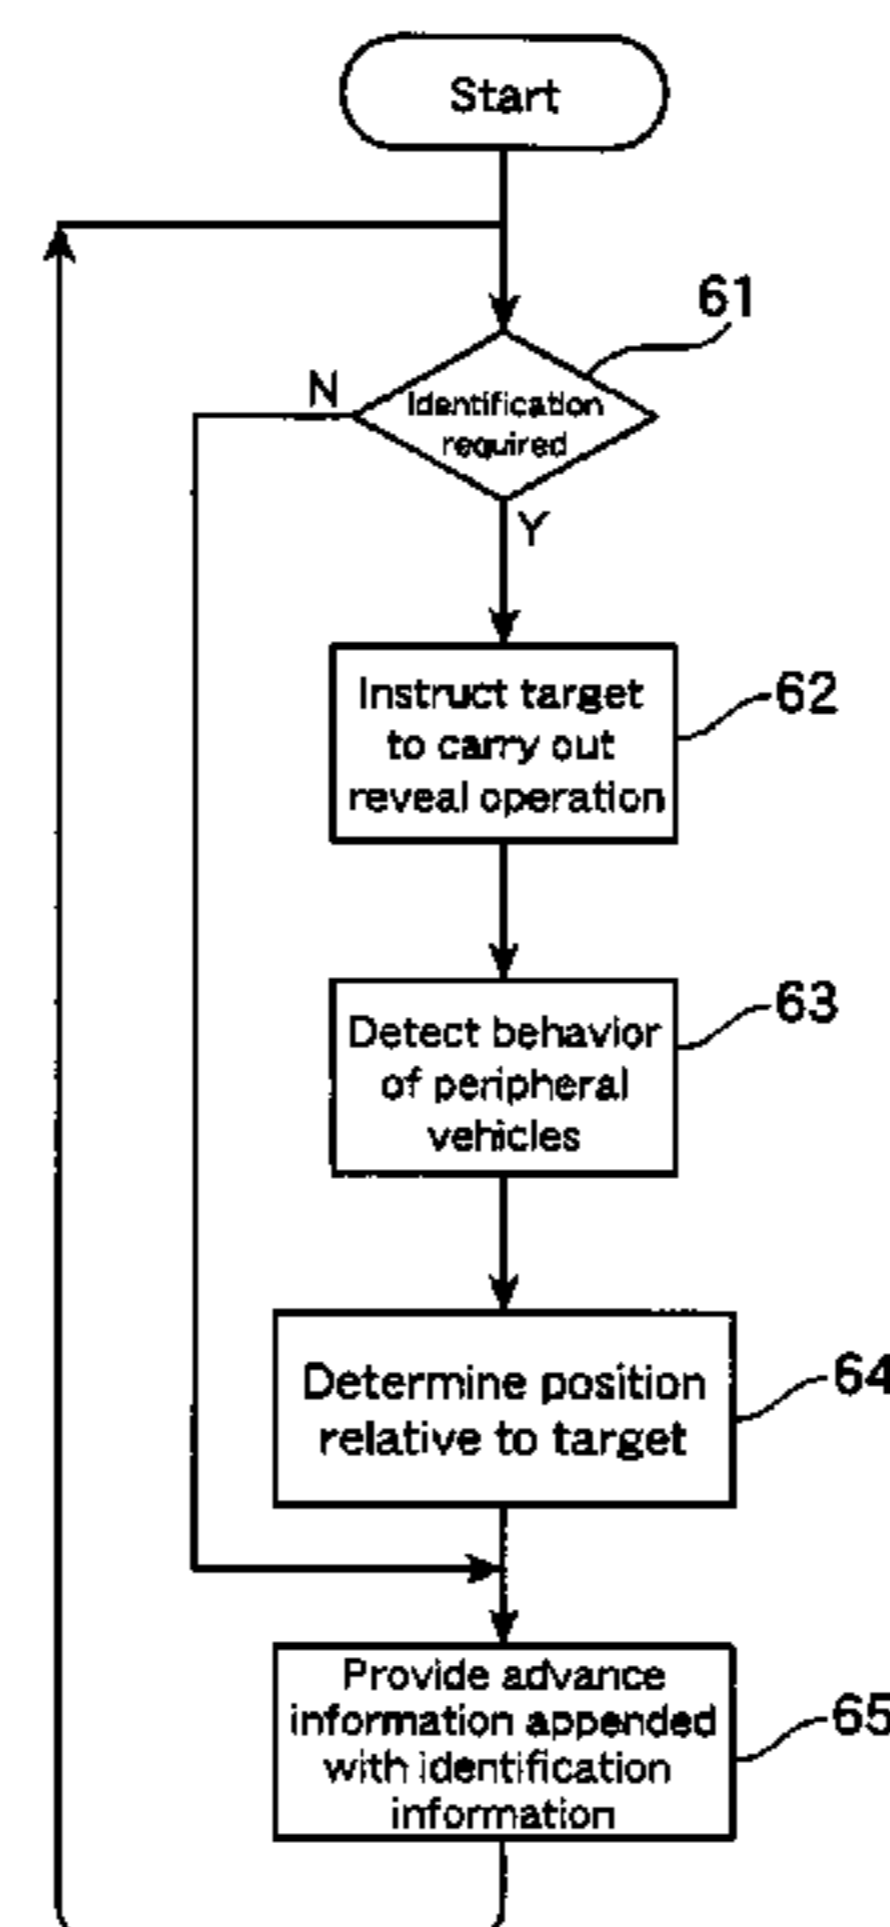 Start
61
N
Identification
required
Y
Instruct target
to carry out
reveal operation
62
Detect behavior
of peripheral
vehicles
63
Determine position
relative to target
64
Provide advance
information appended
with identification
information
65